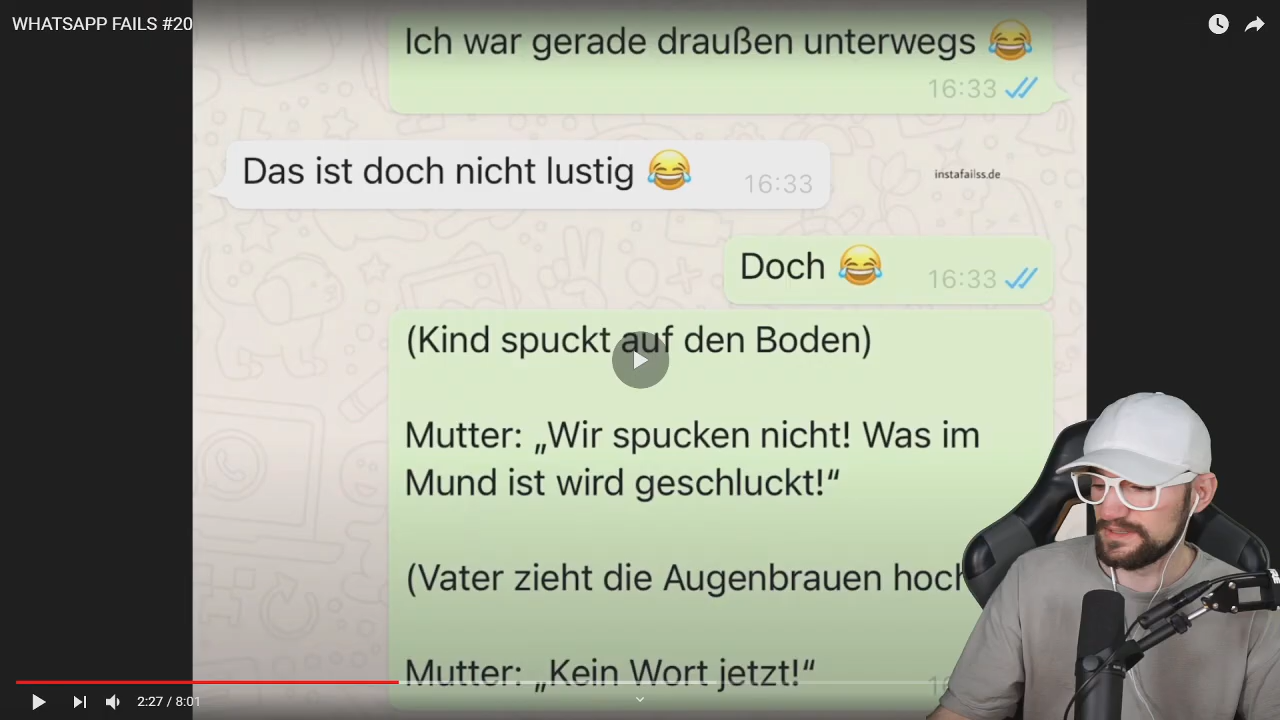 WHATSAPP FAILS #20
Ich war gerade draußen unterwegs 😂
16:33
Das ist doch nicht lustig 😂 16:33
instafailss.de
Doch 😂 16:33
(Kind spuckt auf den Boden)
Mutter: „Wir spucken nicht! Was im
Mund ist wird geschluckt!“
(Vater zieht die Augenbrauen hoch
Mutter: „Kein Wort jetzt!“
2:27 / 8:01